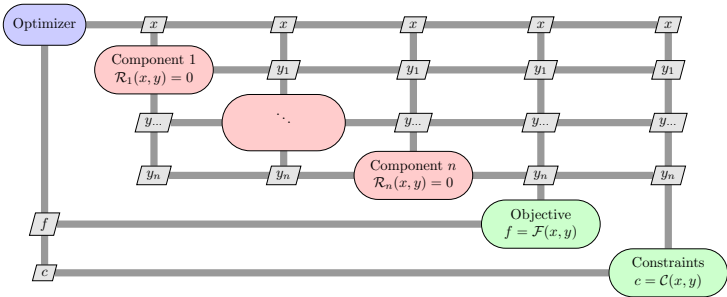 Optimizer x x x x x
Component 1 y₁ y₁ y₁ y₁
ℛ₁(x, y) = 0
y... ⋱ y... y... y...
yₙ yₙ Component n yₙ yₙ
ℛₙ(x, y) = 0
f Objective
f = ℱ(x, y)
c Constraints
c = 𝒞(x, y)